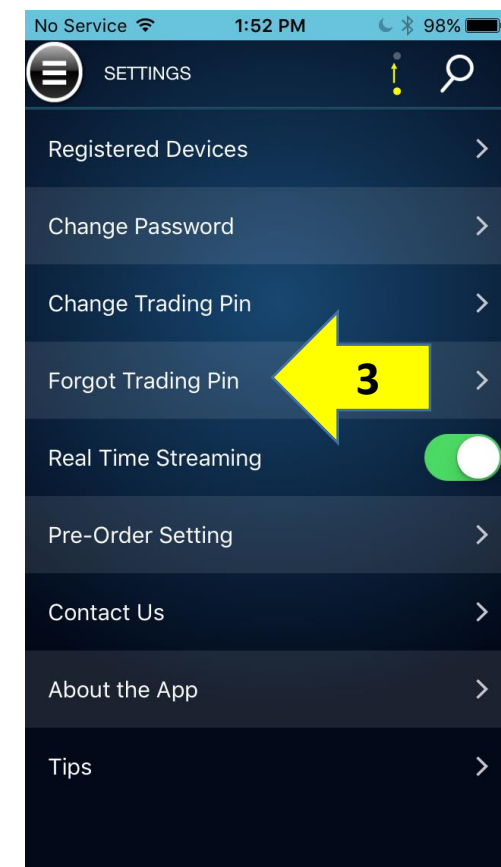 No Service 1:52 PM 98%
SETTINGS
Registered Devices
Change Password
Change Trading Pin
Forgot Trading Pin 3
Real Time Streaming
Pre-Order Setting
Contact Us
About the App
Tips